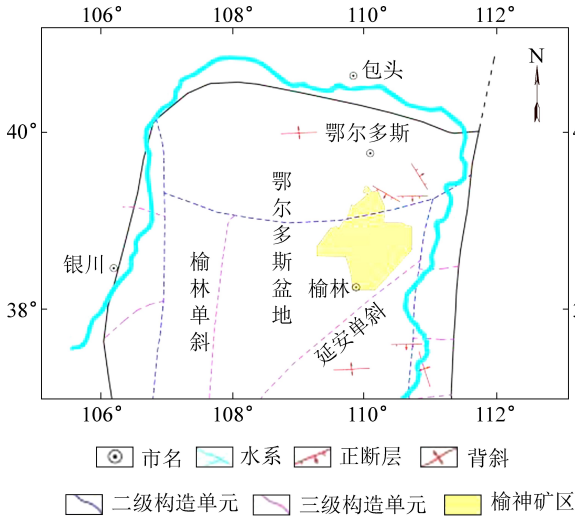 106° 108° 110° 112°
N
包头
40°
鄂尔多斯
鄂尔多斯盆地
银川
榆林单斜
榆林
38°
延安单斜
106° 108° 110° 112°
市名 水系 正断层 背斜
二级构造单元 三级构造单元 榆神矿区